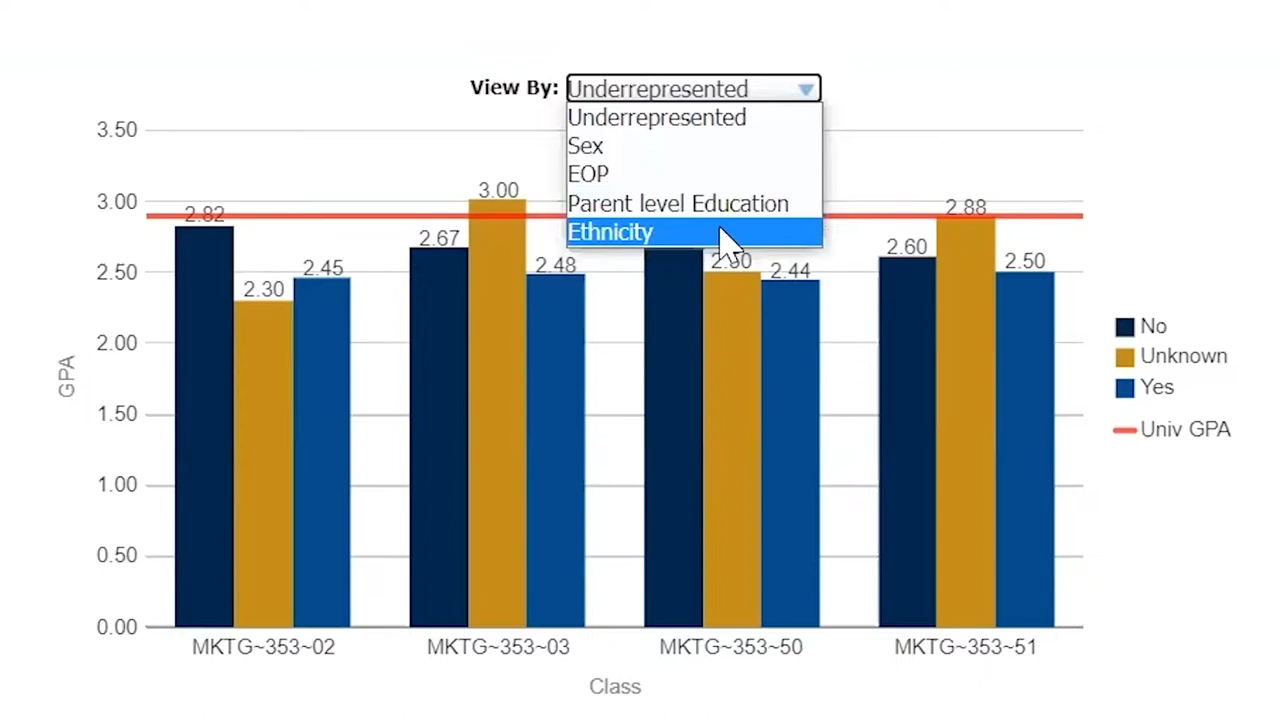 View By: Underrepresented
Underrepresented
Sex
EOP
Parent level Education
Ethnicity
3.50
3.00
2.50
2.00
1.50
1.00
0.50
0.00
GPA
2.82
2.30
2.45
2.67
3.00
2.48
2.44
2.60
2.88
2.50
MKTG~353~02
MKTG~353~03
MKTG~353~50
MKTG~353~51
Class
No
Unknown
Yes
Univ GPA